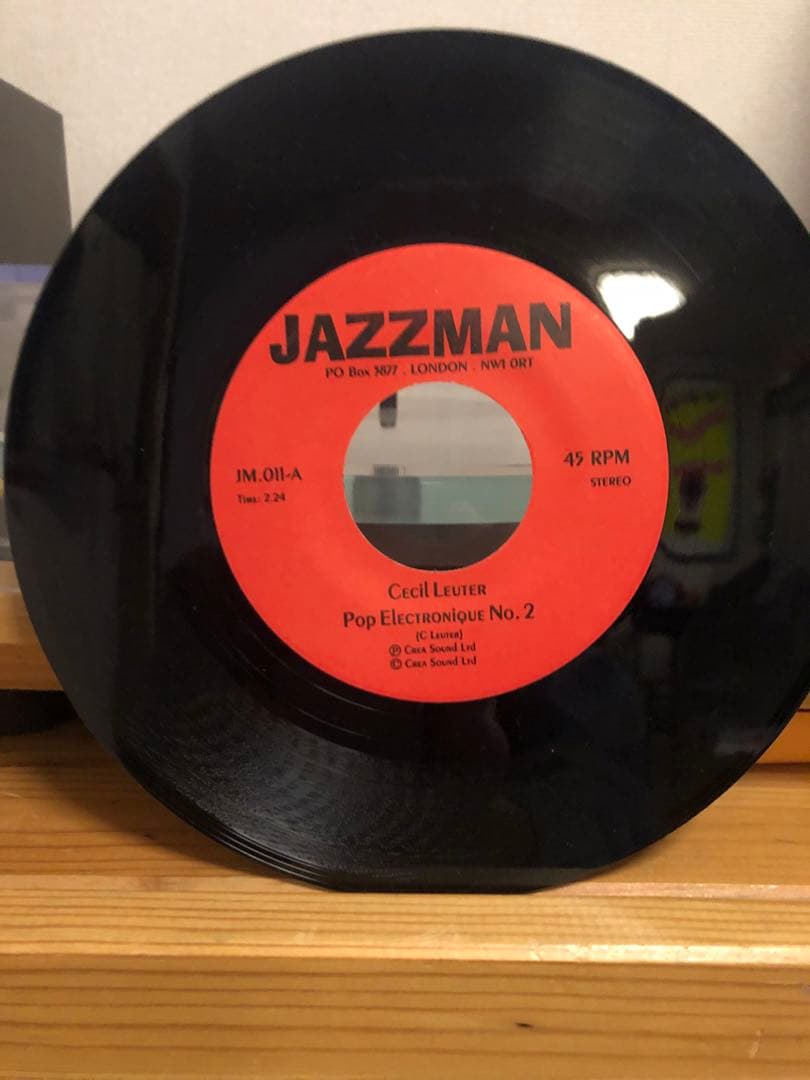 JAZZMAN
PO Box 3877 . LONDON . NW1 0RT
JM.011-A
Time: 2.24
45 RPM
STEREO
Cecil Leuter
Pop Electronique No. 2
(C Leuter)
℗ Crea Sound Ltd
© Crea Sound Ltd